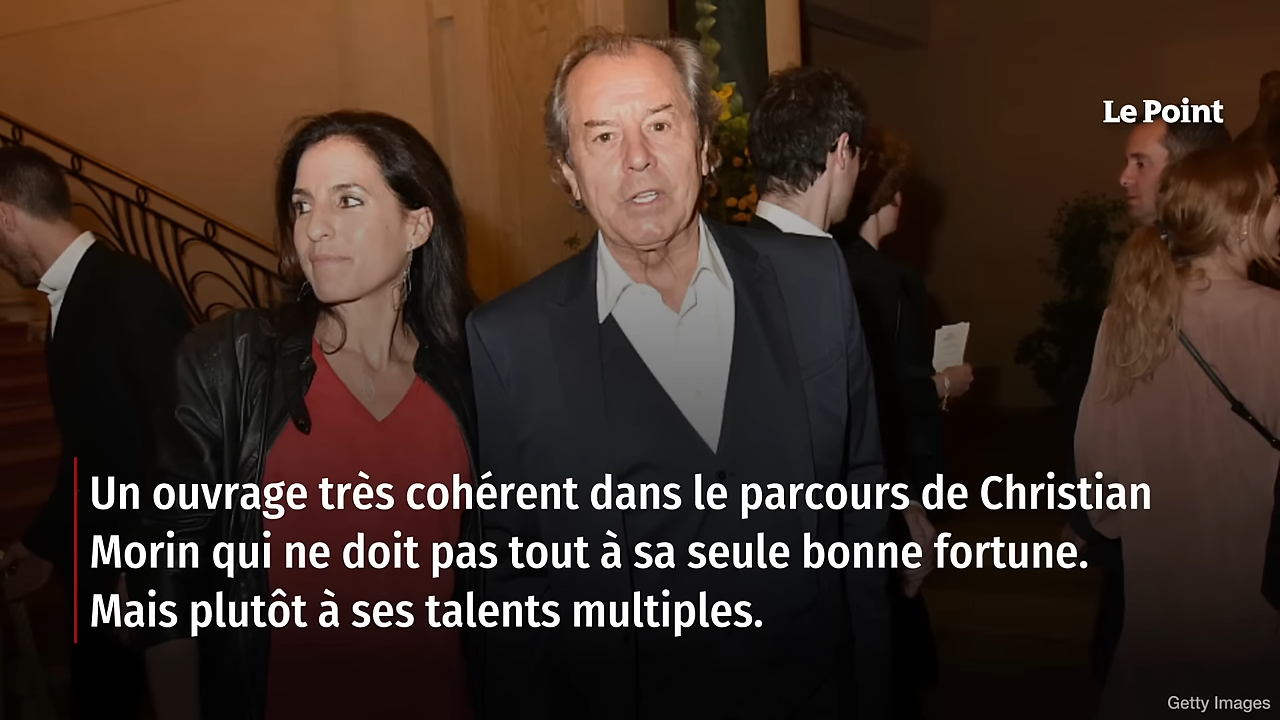 Le Point
Un ouvrage très cohérent dans le parcours de Christian
Morin qui ne doit pas tout à sa seule bonne fortune.
Mais plutôt à ses talents multiples.
Getty Images